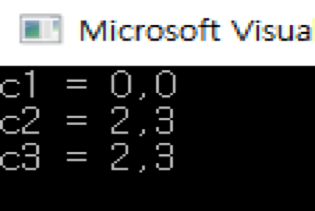 Microsoft Visua
c1 = 0,0
c2 = 2,3
c3 = 2,3